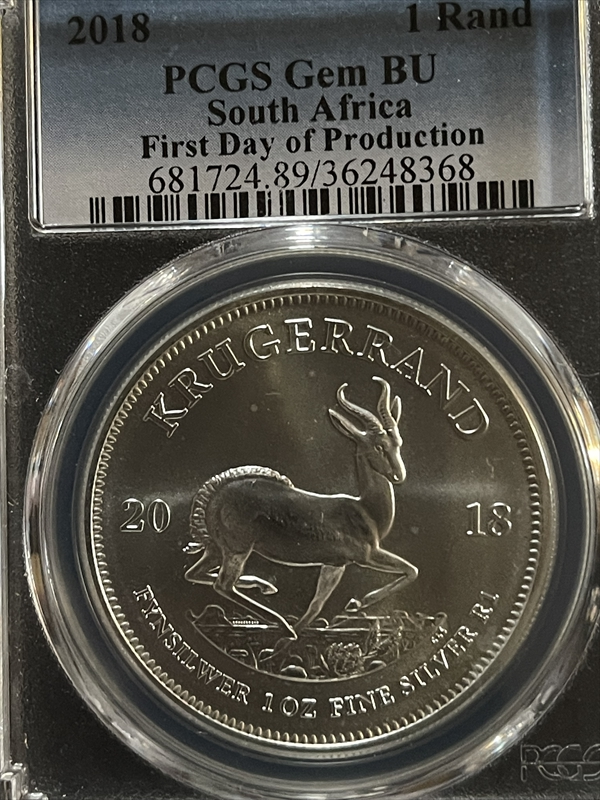 2018 1 Rand
PCGS Gem BU
South Africa
First Day of Production
681724.89/36248368
KRUGERRAND
20 18
FYNSILWER 1 OZ FINE SILVER R1
PCGS